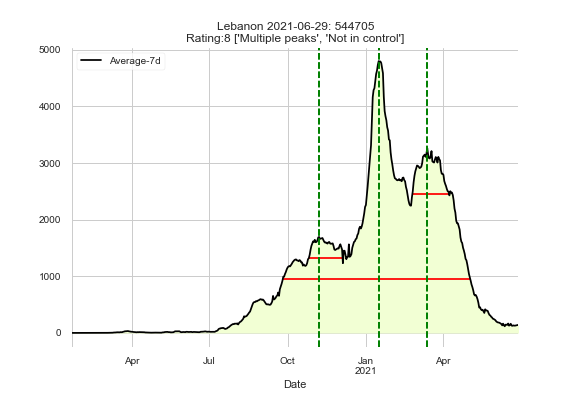 Lebanon 2021-06-29: 544705
Rating:8 ['Multiple peaks', 'Not in control']
Average-7d
5000
4000
3000
2000
1000
0
Apr
Jul
Oct
Jan
2021
Apr
Date